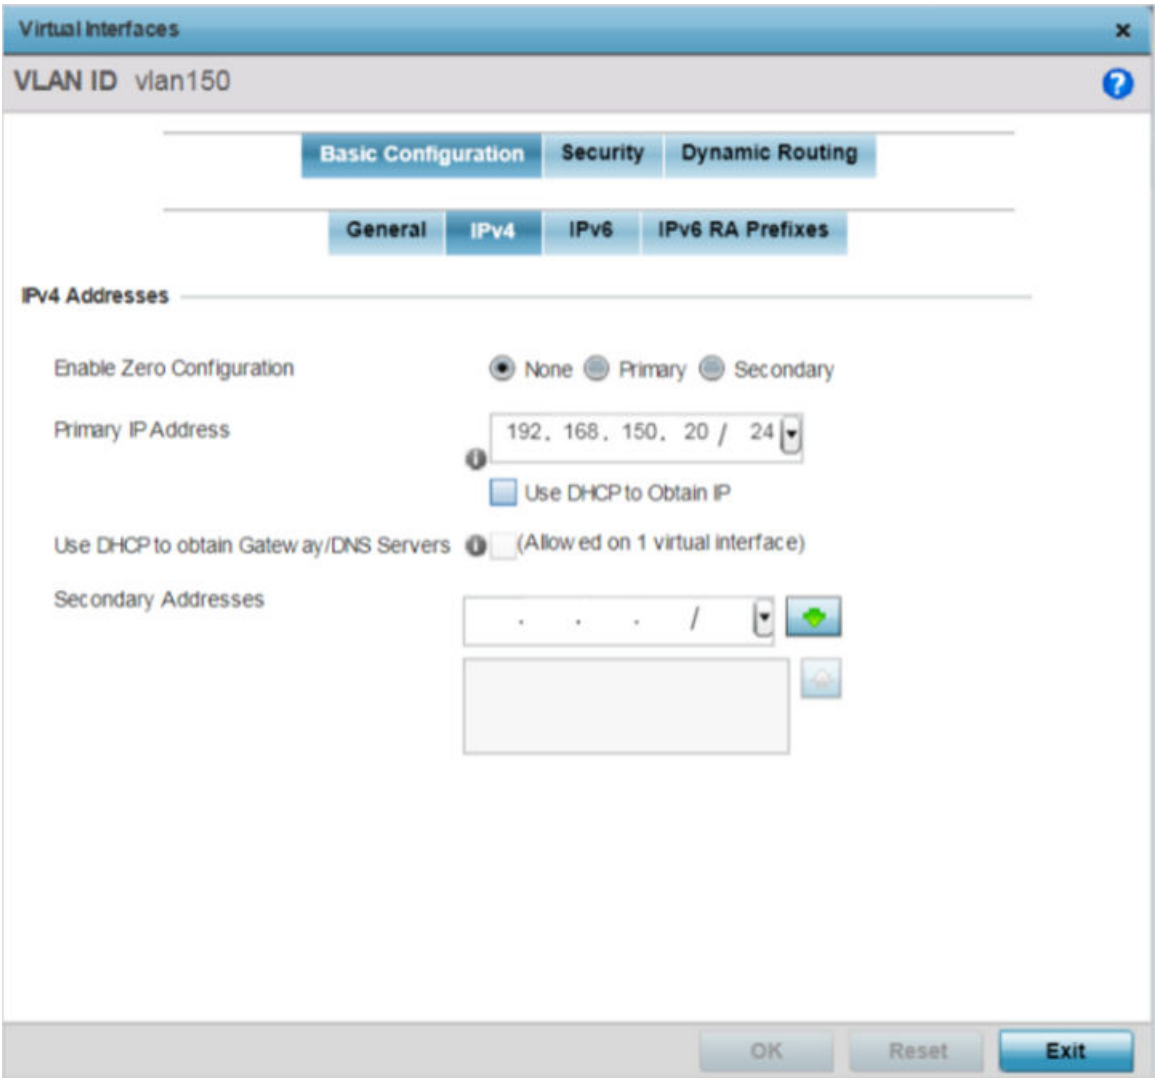 Virtual Interfaces
VLAN ID vlan150
Basic Configuration Security Dynamic Routing
General IPv4 IPv6 IPv6 RA Prefixes
IPv4 Addresses
Enable Zero Configuration None Primary Secondary
Primary IP Address 192. 168. 150. 20 / 24
Use DHCP to Obtain IP
Use DHCP to obtain Gateway/DNS Servers (Allowed on 1 virtual interface)
Secondary Addresses . . . /
OK Reset Exit